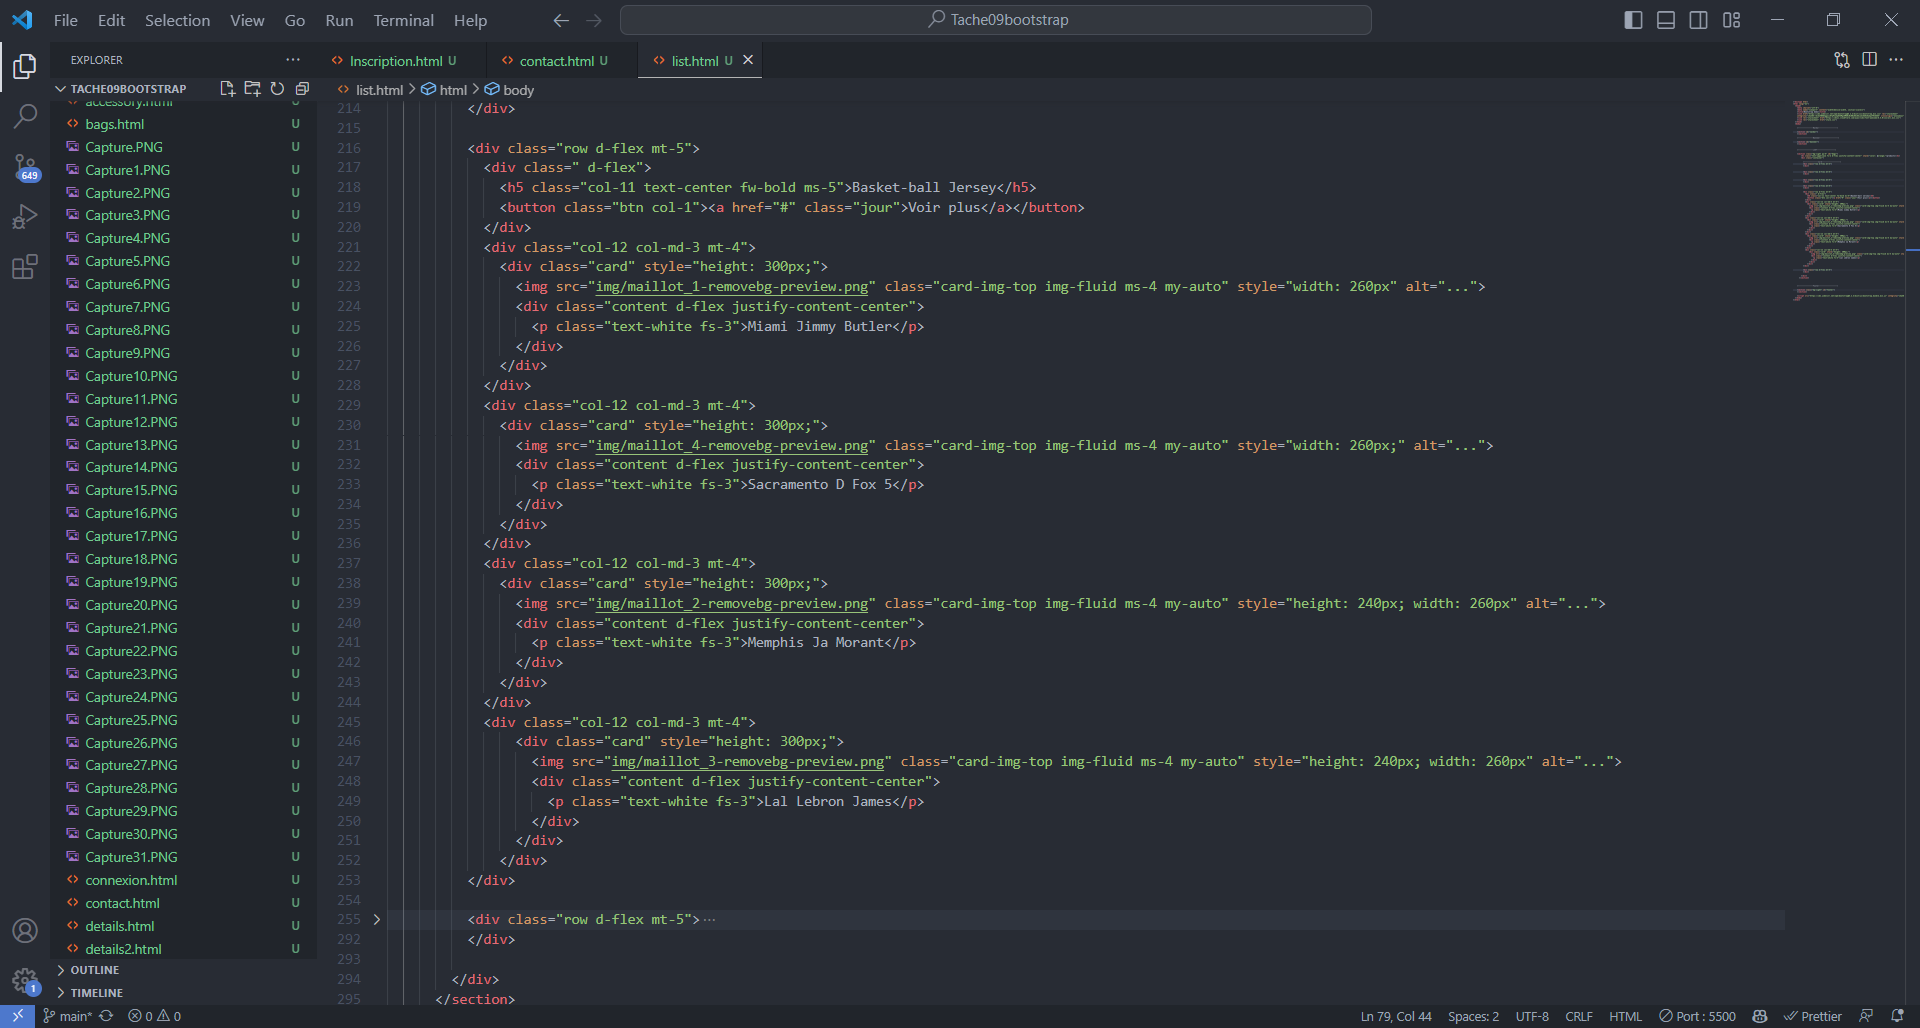 File Edit Selection View Go Run Terminal Help
Tache09bootstrap
EXPLORER
TACHE09BOOTSTRAP
accessory.html U
bags.html U
Capture.PNG U
Capture1.PNG U
Capture2.PNG U
Capture3.PNG U
Capture4.PNG U
Capture5.PNG U
Capture6.PNG U
Capture7.PNG U
Capture8.PNG U
Capture9.PNG U
Capture10.PNG U
Capture11.PNG U
Capture12.PNG U
Capture13.PNG U
Capture14.PNG U
Capture15.PNG U
Capture16.PNG U
Capture17.PNG U
Capture18.PNG U
Capture19.PNG U
Capture20.PNG U
Capture21.PNG U
Capture22.PNG U
Capture23.PNG U
Capture24.PNG U
Capture25.PNG U
Capture26.PNG U
Capture27.PNG U
Capture28.PNG U
Capture29.PNG U
Capture30.PNG U
Capture31.PNG U
connexion.html U
contact.html U
details.html U
details2.html U
OUTLINE
TIMELINE
649
1
Inscription.html U contact.html U list.html U
list.html > html > body
214 </div>
215
216 <div class="row d-flex mt-5">
217 <div class=" d-flex">
218 <h5 class="col-11 text-center fw-bold ms-5">Basket-ball Jersey</h5>
219 <button class="btn col-1"><a href="#" class="jour">Voir plus</a></button>
220 </div>
221 <div class="col-12 col-md-3 mt-4">
222 <div class="card" style="height: 300px;">
223 <img src="img/maillot_1-removebg-preview.png" class="card-img-top img-fluid ms-4 my-auto" style="width: 260px" alt="...">
224 <div class="content d-flex justify-content-center">
225 <p class="text-white fs-3">Miami Jimmy Butler</p>
226 </div>
227 </div>
228 </div>
229 <div class="col-12 col-md-3 mt-4">
230 <div class="card" style="height: 300px;">
231 <img src="img/maillot_4-removebg-preview.png" class="card-img-top img-fluid ms-4 my-auto" style="width: 260px;" alt="...">
232 <div class="content d-flex justify-content-center">
233 <p class="text-white fs-3">Sacramento D Fox 5</p>
234 </div>
235 </div>
236 </div>
237 <div class="col-12 col-md-3 mt-4">
238 <div class="card" style="height: 300px;">
239 <img src="img/maillot_2-removebg-preview.png" class="card-img-top img-fluid ms-4 my-auto" style="height: 240px; width: 260px" alt="...">
240 <div class="content d-flex justify-content-center">
241 <p class="text-white fs-3">Memphis Ja Morant</p>
242 </div>
243 </div>
244 </div>
245 <div class="col-12 col-md-3 mt-4">
246 <div class="card" style="height: 300px;">
247 <img src="img/maillot_3-removebg-preview.png" class="card-img-top img-fluid ms-4 my-auto" style="height: 240px; width: 260px" alt="...">
248 <div class="content d-flex justify-content-center">
249 <p class="text-white fs-3">Lal Lebron James</p>
250 </div>
251 </div>
252 </div>
253 </div>
254
255 <div class="row d-flex mt-5">...
292 </div>
293
294 </div>
295 </section>
main* 0 0
Ln 79, Col 44 Spaces: 2 UTF-8 CRLF HTML Port : 5500 Prettier